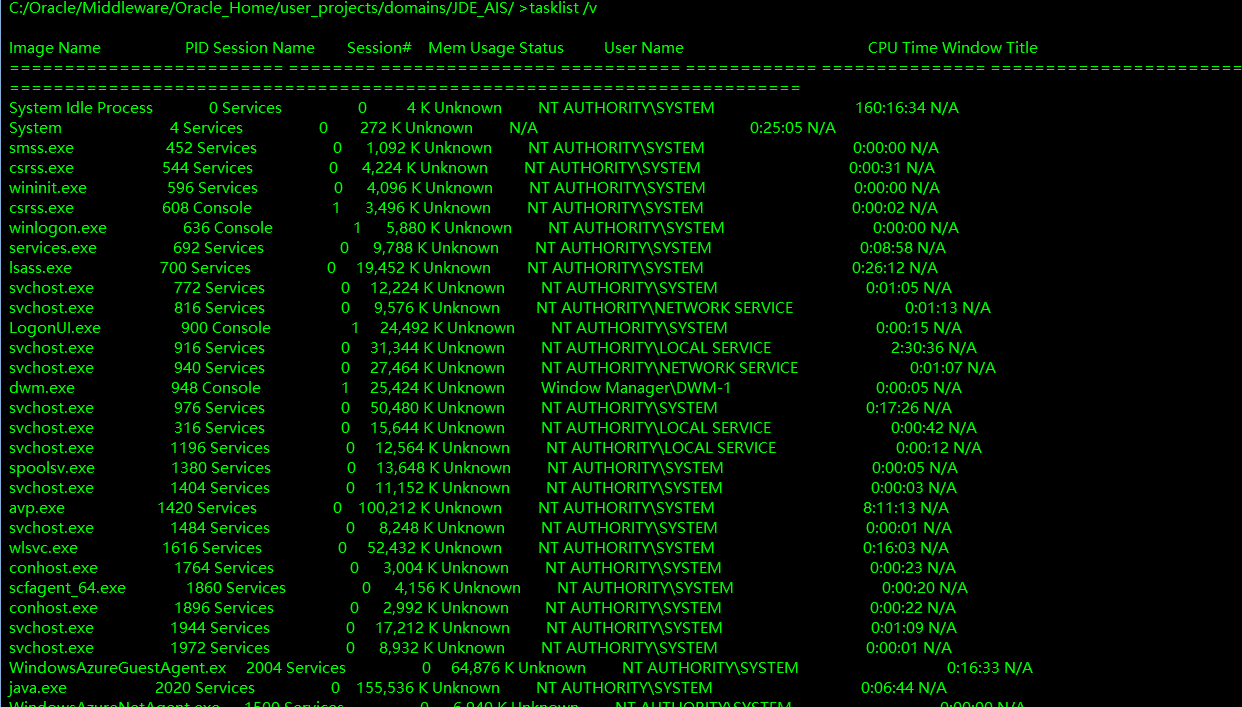 C:/Oracle/Middleware/Oracle_Home/user_projects/domains/JDE_AIS/ >tasklist /v
Image Name PID Session Name Session# Mem Usage Status User Name CPU Time Window Title
========================= ======== ================ =========== =========== =============== =======================
========================================================================
System Idle Process 0 Services 0 4 K Unknown NT AUTHORITY\SYSTEM 160:16:34 N/A
System 4 Services 0 272 K Unknown N/A 0:25:05 N/A
smss.exe 452 Services 0 1,092 K Unknown NT AUTHORITY\SYSTEM 0:00:00 N/A
csrss.exe 544 Services 0 4,224 K Unknown NT AUTHORITY\SYSTEM 0:00:31 N/A
wininit.exe 596 Services 0 4,096 K Unknown NT AUTHORITY\SYSTEM 0:00:00 N/A
csrss.exe 608 Console 1 3,496 K Unknown NT AUTHORITY\SYSTEM 0:00:02 N/A
winlogon.exe 636 Console 1 5,880 K Unknown NT AUTHORITY\SYSTEM 0:00:00 N/A
services.exe 692 Services 0 9,788 K Unknown NT AUTHORITY\SYSTEM 0:08:58 N/A
lsass.exe 700 Services 0 19,452 K Unknown NT AUTHORITY\SYSTEM 0:26:12 N/A
svchost.exe 772 Services 0 12,224 K Unknown NT AUTHORITY\SYSTEM 0:01:05 N/A
svchost.exe 816 Services 0 9,576 K Unknown NT AUTHORITY\NETWORK SERVICE 0:01:13 N/A
LogonUI.exe 900 Console 1 24,492 K Unknown NT AUTHORITY\SYSTEM 0:00:15 N/A
svchost.exe 916 Services 0 31,344 K Unknown NT AUTHORITY\LOCAL SERVICE 2:30:36 N/A
svchost.exe 940 Services 0 27,464 K Unknown NT AUTHORITY\NETWORK SERVICE 0:01:07 N/A
dwm.exe 948 Console 1 25,424 K Unknown Window Manager\DWM-1 0:00:05 N/A
svchost.exe 976 Services 0 50,480 K Unknown NT AUTHORITY\SYSTEM 0:17:26 N/A
svchost.exe 316 Services 0 15,644 K Unknown NT AUTHORITY\LOCAL SERVICE 0:00:42 N/A
svchost.exe 1196 Services 0 12,564 K Unknown NT AUTHORITY\LOCAL SERVICE 0:00:12 N/A
spoolsv.exe 1380 Services 0 13,648 K Unknown NT AUTHORITY\SYSTEM 0:00:05 N/A
svchost.exe 1404 Services 0 11,152 K Unknown NT AUTHORITY\SYSTEM 0:00:03 N/A
avp.exe 1420 Services 0 100,212 K Unknown NT AUTHORITY\SYSTEM 8:11:13 N/A
svchost.exe 1484 Services 0 8,248 K Unknown NT AUTHORITY\SYSTEM 0:00:01 N/A
wlsvc.exe 1616 Services 0 52,432 K Unknown NT AUTHORITY\SYSTEM 0:16:03 N/A
conhost.exe 1764 Services 0 3,004 K Unknown NT AUTHORITY\SYSTEM 0:00:23 N/A
scfagent_64.exe 1860 Services 0 4,156 K Unknown NT AUTHORITY\SYSTEM 0:00:20 N/A
conhost.exe 1896 Services 0 2,992 K Unknown NT AUTHORITY\SYSTEM 0:00:22 N/A
svchost.exe 1944 Services 0 17,212 K Unknown NT AUTHORITY\SYSTEM 0:01:09 N/A
svchost.exe 1972 Services 0 8,932 K Unknown NT AUTHORITY\SYSTEM 0:00:01 N/A
WindowsAzureGuestAgent.ex 2004 Services 0 64,876 K Unknown NT AUTHORITY\SYSTEM 0:16:33 N/A
java.exe 2020 Services 0 155,536 K Unknown NT AUTHORITY\SYSTEM 0:06:44 N/A
WindowsAzureNetAgent.exe 1500 Services 0 6,940 K Unknown NT AUTHORITY\SYSTEM 0:00:00 N/A